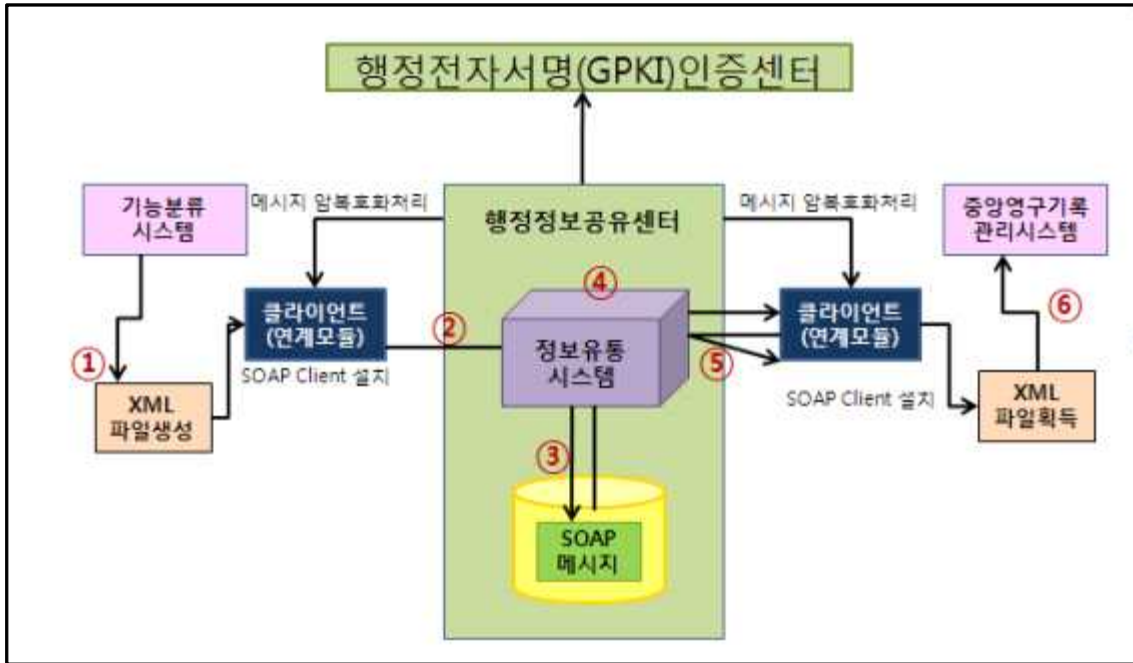 행정전자서명(GPKI)인증센터
기능분류
시스템
메시지 암복호화처리
행정정보공유센터
메시지 암복호화처리
중앙영구기록
관리시스템
①
클라이언트
(연계모듈)
SOAP Client 설치
②
④
정보유통
시스템
⑤
클라이언트
(연계모듈)
SOAP Client 설치
⑥
XML
파일생성
XML
파일획득
③
SOAP
메시지